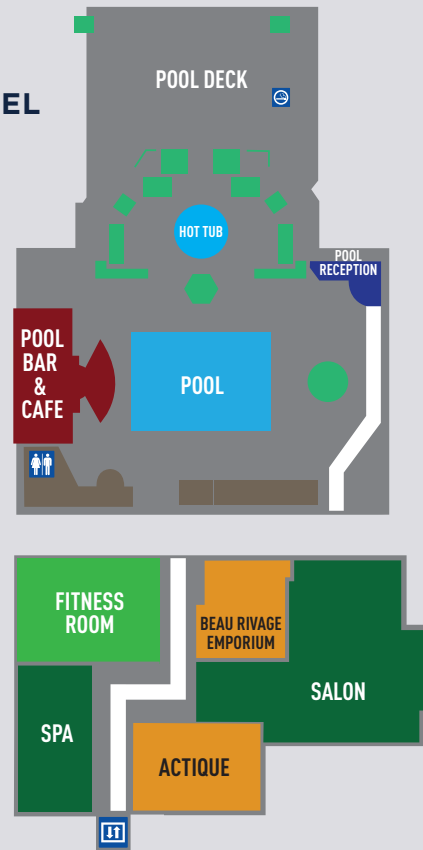 EL
POOL DECK
HOT TUB
POOL
RECEPTION
POOL
BAR
&
CAFE
POOL
FITNESS
ROOM
BEAU RIVAGE
EMPORIUM
SALON
SPA
ACTIQUE